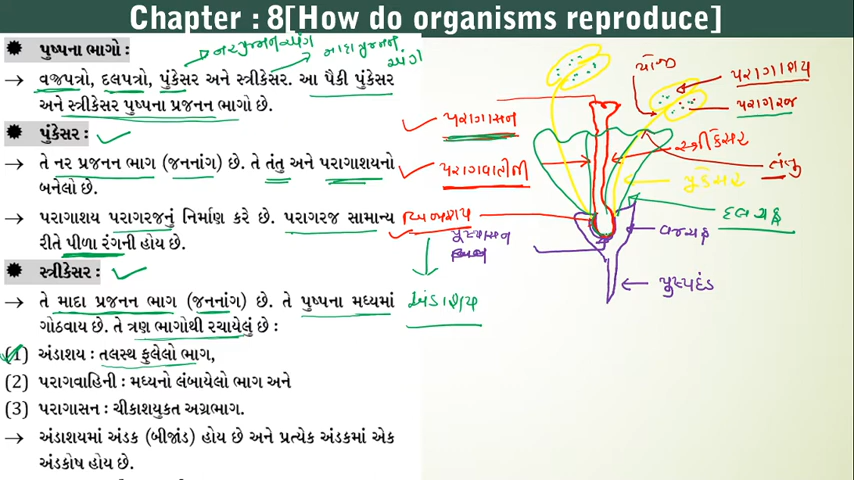 Chapter : 8[How do organisms reproduce]
પુષ્પના ભાગો :
→ વજ્રપત્રો, દલપત્રો, પુંકેસર અને સ્ત્રીકેસર. આ પૈકી પુંકેસર
અને સ્ત્રીકેસર પુષ્પના પ્રજનન ભાગો છે.
પુંકેસર :
→ તે નર પ્રજનન ભાગ (જનનાંગ) છે. તે તંતુ અને પરાગાશયનો
બનેલો છે.
→ પરાગાશય પરાગરજનું નિર્માણ કરે છે. પરાગરજ સામાન્ય
રીતે પીળા રંગની હોય છે.
સ્ત્રીકેસર :
→ તે માદા પ્રજનન ભાગ (જનનાંગ) છે. તે પુષ્પના મધ્યમાં
ગોઠવાય છે. તે ત્રણ ભાગોથી રચાયેલું છે :
(1) અંડાશય : તલસ્થ ફુલેલો ભાગ,
(2) પરાગવાહિની : મધ્યનો લંબાયેલો ભાગ અને
(3) પરાગાસન : ચીકાશયુકત અગ્રભાગ.
→ અંડાશયમાં અંડક (બીજાંડ) હોય છે અને પ્રત્યેક અંડકમાં એક
અંડકોષ હોય છે.
પરાગાસન
પરાગવાહીની
અંડાશય
પુષ્પાસન
પરાગાશય
પરાગરજ
સ્ત્રીકેસર
તંતુ
પુંકેસર
દલચક્ર
વજચક્ર
પુષ્પદંડ